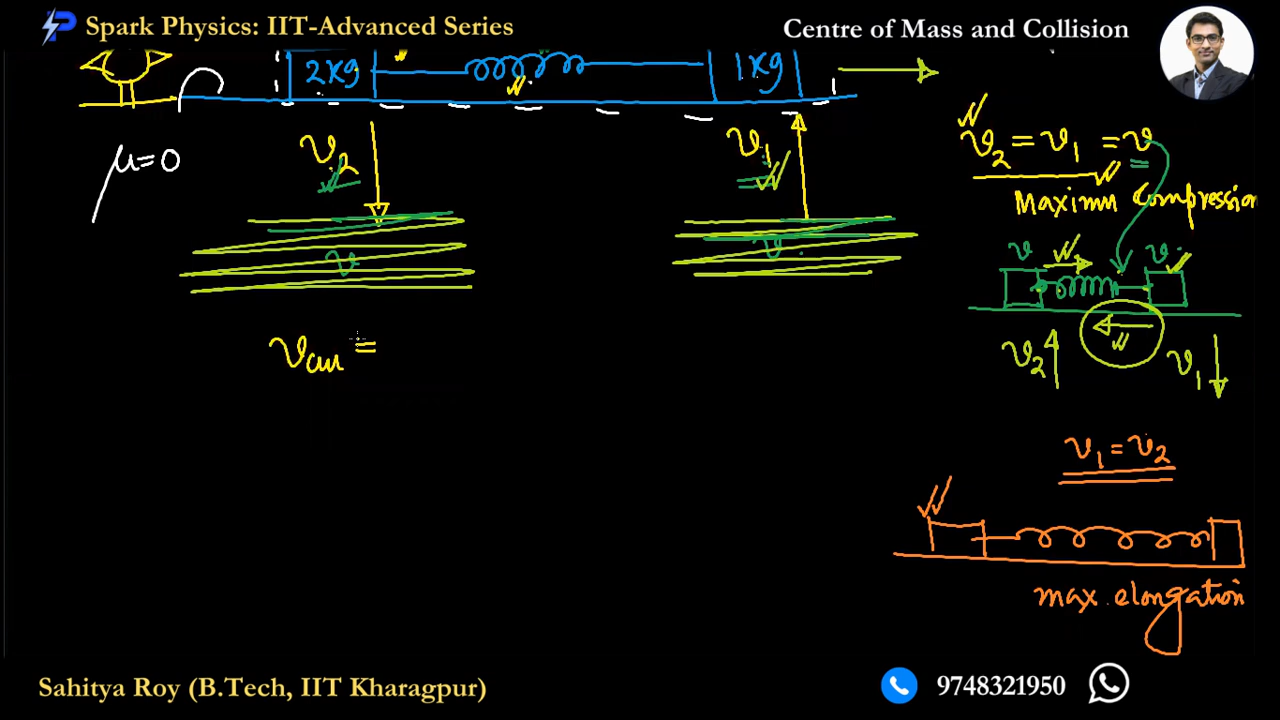 Spark Physics: IIT-Advanced Series
Centre of Mass and Collision
2kg
1kg
μ=0
v₂
v₁
v₂ = v₁ = v
Maximu Compression
v
v
v
v
v₂
v₁
vcm =
v₁ = v₂
max. elongation
Sahitya Roy (B.Tech, IIT Kharagpur)
9748321950